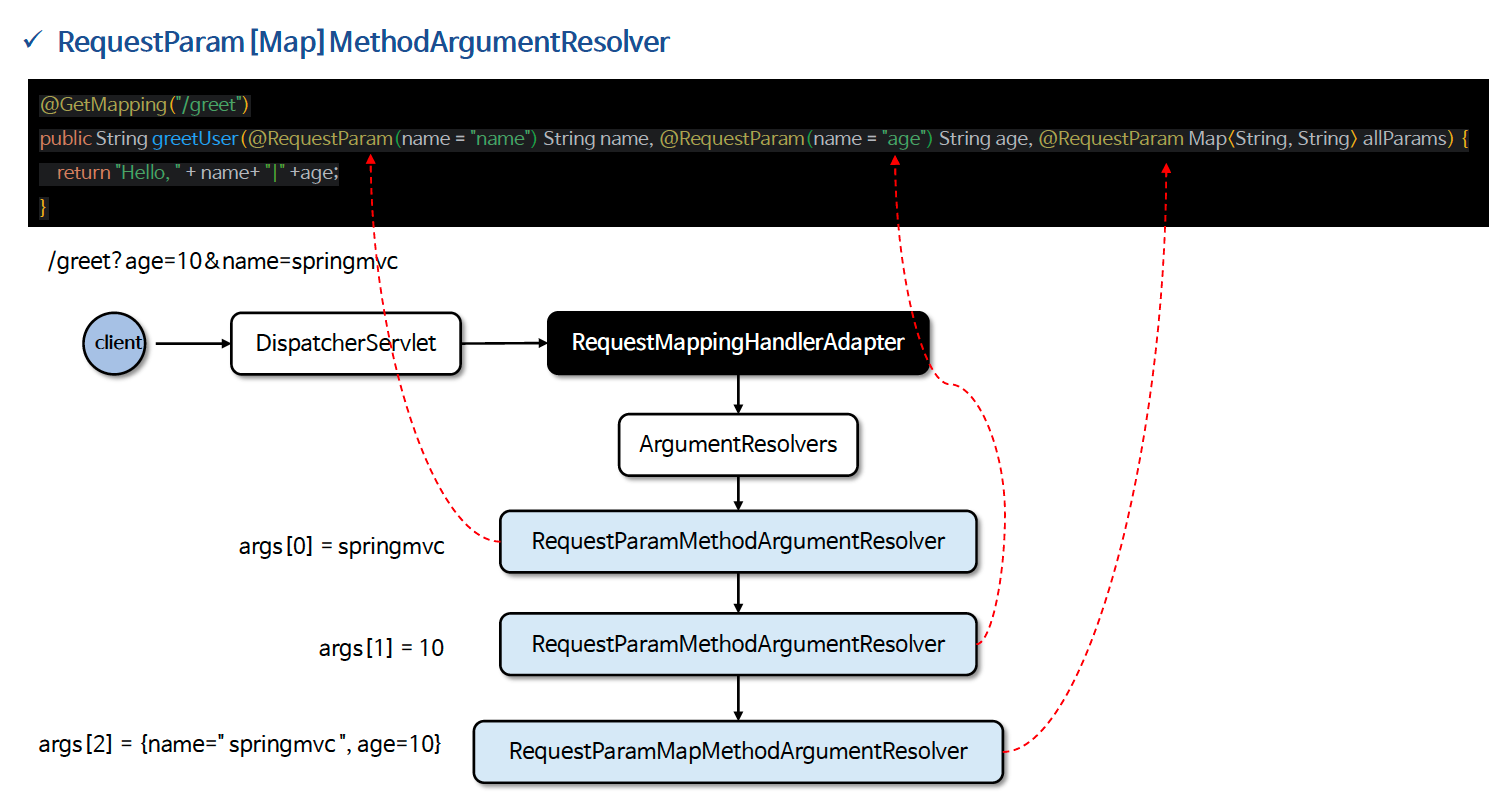 ✓ RequestParam [Map] MethodArgumentResolver
@GetMapping("/greet")
public String greetUser(@RequestParam(name = "name") String name, @RequestParam(name = "age") String age, @RequestParam Map<String, String> allParams) {
return "Hello, " + name+ "|" +age;
}
/greet? age=10&name=springmvc
client
DispatcherServlet
RequestMappingHandlerAdapter
ArgumentResolvers
args[0] = springmvc
RequestParamMethodArgumentResolver
args[1] = 10
RequestParamMethodArgumentResolver
args[2] = {name=" springmvc ", age=10}
RequestParamMapMethodArgumentResolver